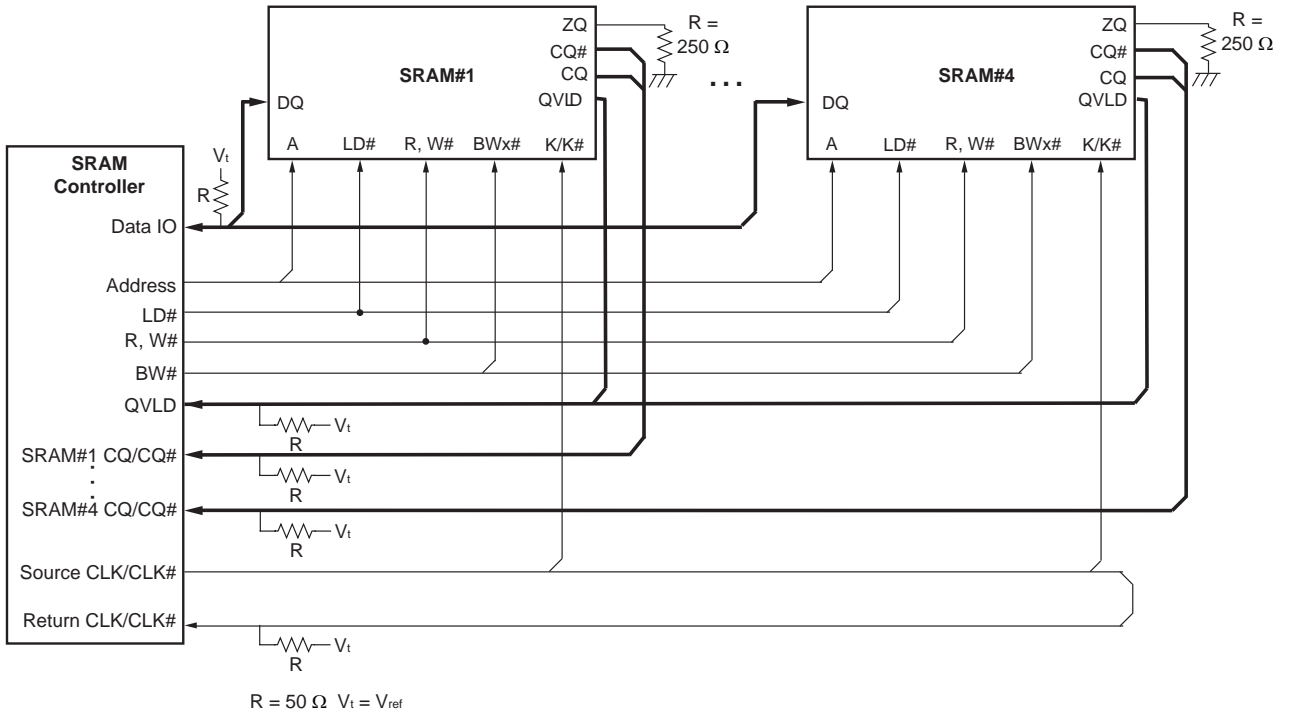 SRAM#1
ZQ
CQ#
CQ
QVLD
DQ
A
LD#
R, W#
BWx#
K/K#
R =
250 Ω
...
SRAM#4
ZQ
CQ#
CQ
QVLD
DQ
A
LD#
R, W#
BWx#
K/K#
R =
250 Ω
SRAM
Controller
Vt
R
Data IO
Address
LD#
R, W#
BW#
QVLD
R
Vt
SRAM#1 CQ/CQ#
R
Vt
SRAM#4 CQ/CQ#
R
Vt
Source CLK/CLK#
Return CLK/CLK#
R
Vt
R = 50 Ω Vt = Vref